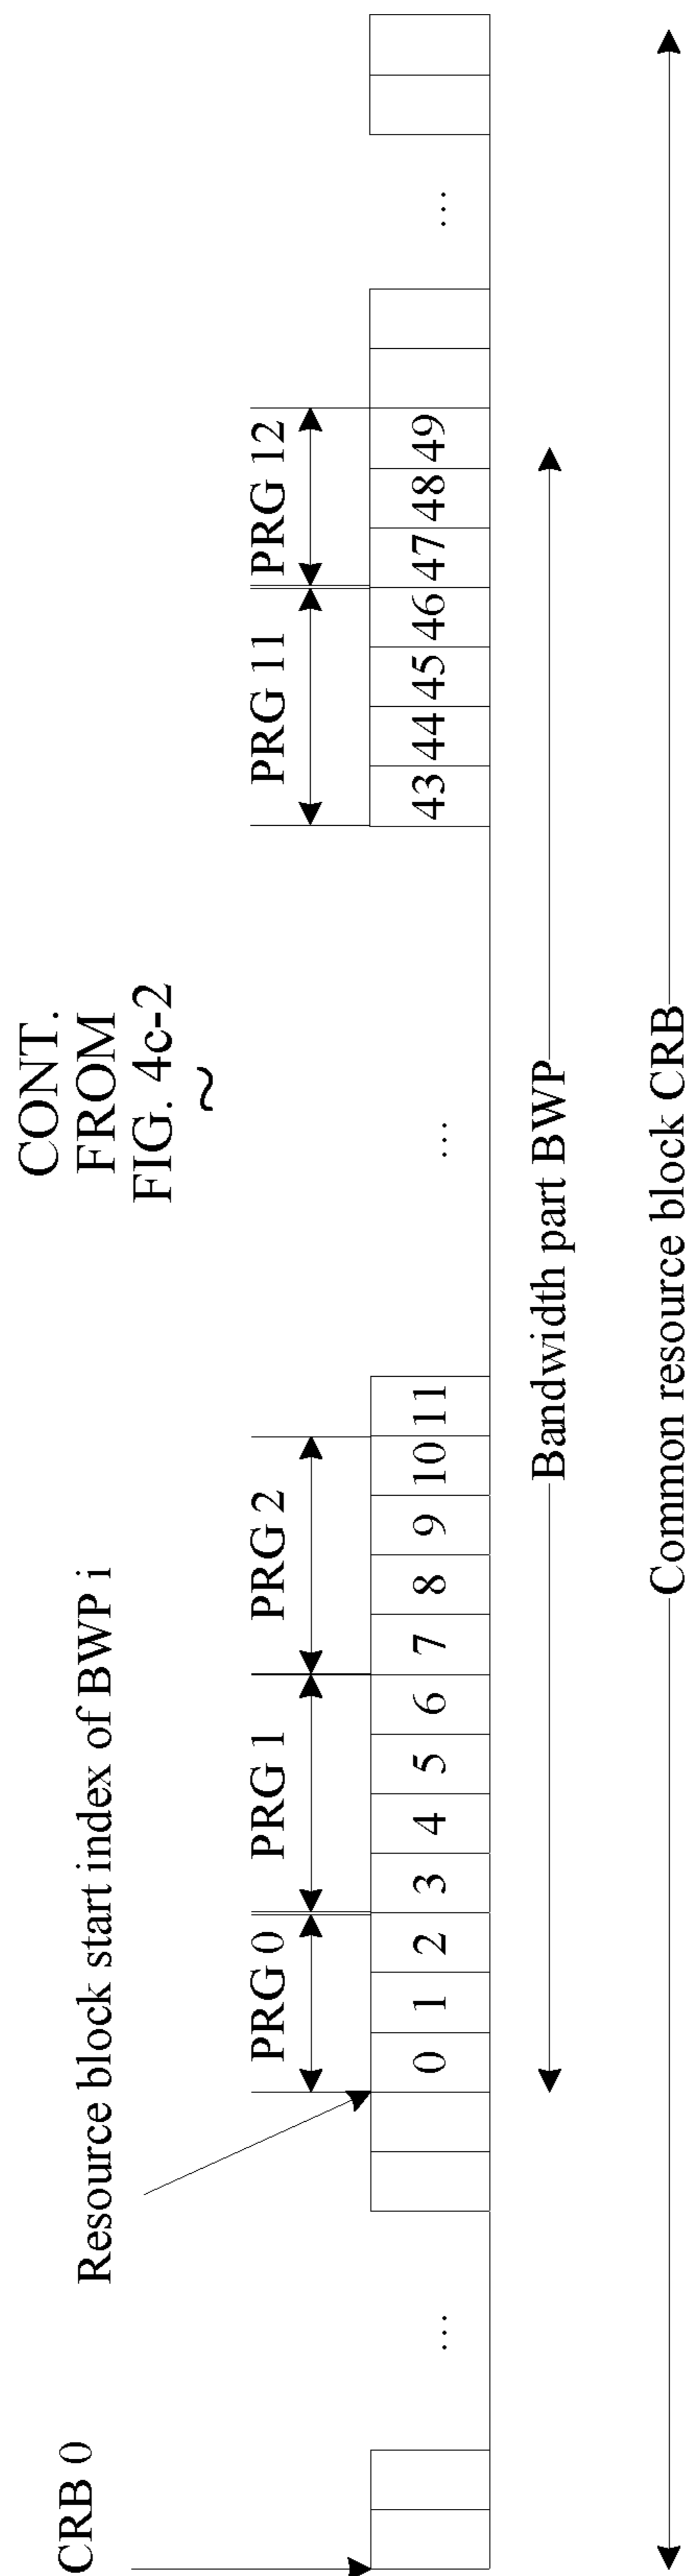 CONT.
FROM
FIG. 4c-2
~
CRB 0
Resource block start index of BWP i
PRG 0 PRG 1 PRG 2 PRG 11 PRG 12
... 0 1 2 3 4 5 6 7 8 9 10 11 ... 43 44 45 46 47 48 49 ...
Bandwidth part BWP
Common resource block CRB